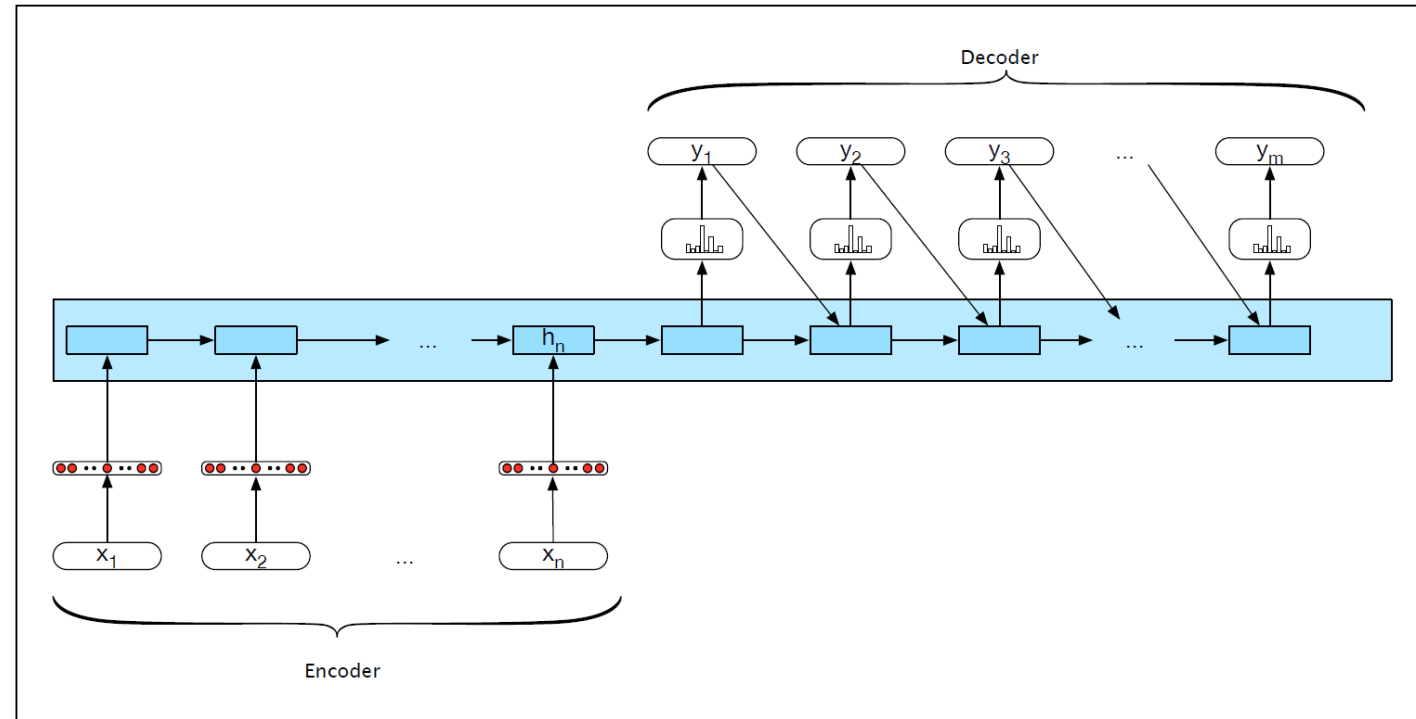 Decoder
y1 y2 y3 ... ym
... hn ...
x1 x2 ... xn
Encoder